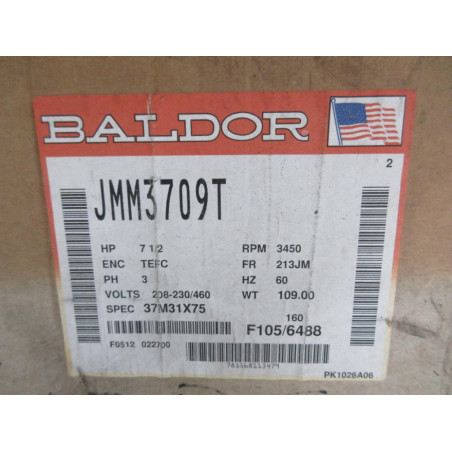 BALDOR
2
JMM3709T
HP 7 1/2 RPM 3450
ENC TEFC FR 213JM
PH 3 HZ 60
VOLTS 208-230/460 WT 109.00
SPEC 37M31X75
160
F105/6488
F0512 022700
781568113479
PK1026A06